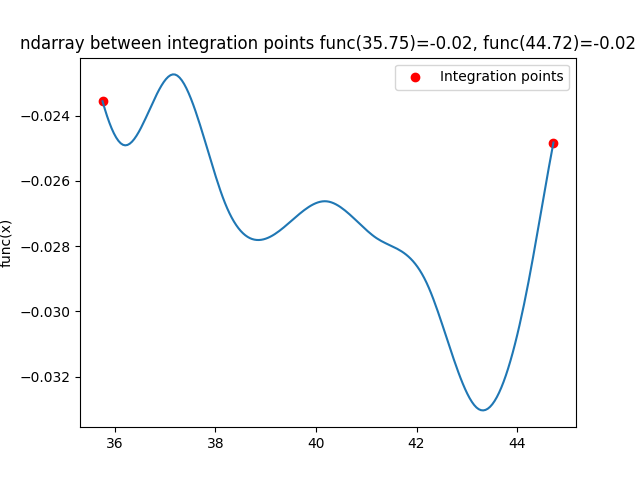 ndarray between integration points func(35.75)=-0.02, func(44.72)=-0.02
Integration points
−0.024
−0.026
−0.028
−0.030
−0.032
func(x)
36 38 40 42 44